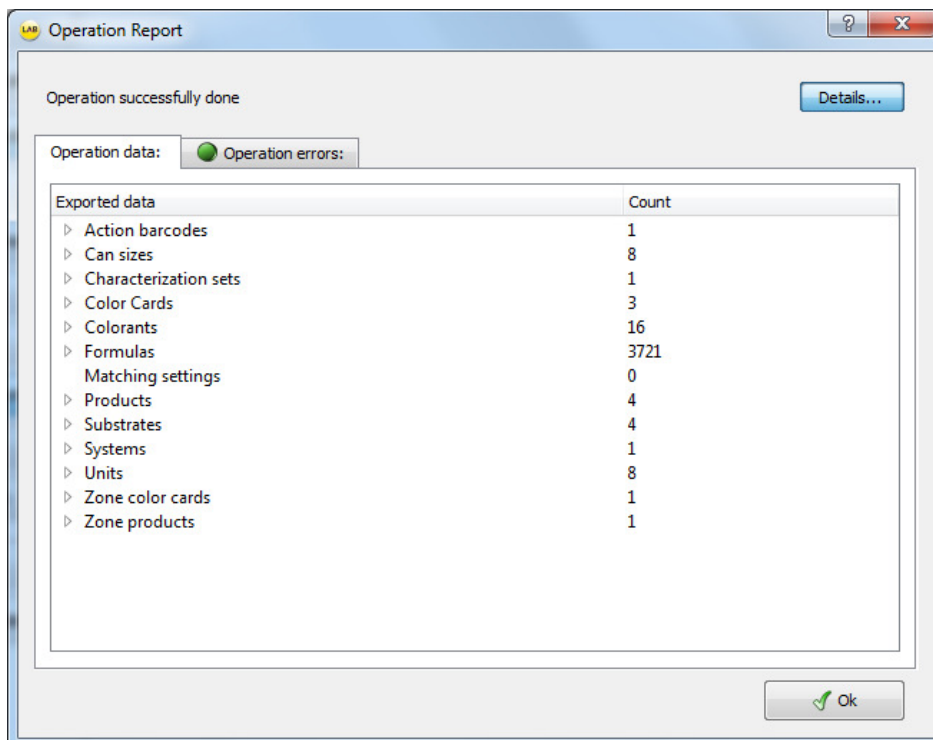 LAB Operation Report
Operation successfully done Details...
Operation data: Operation errors:
Exported data Count
Action barcodes 1
Can sizes 8
Characterization sets 1
Color Cards 3
Colorants 16
Formulas 3721
Matching settings 0
Products 4
Substrates 4
Systems 1
Units 8
Zone color cards 1
Zone products 1
Ok